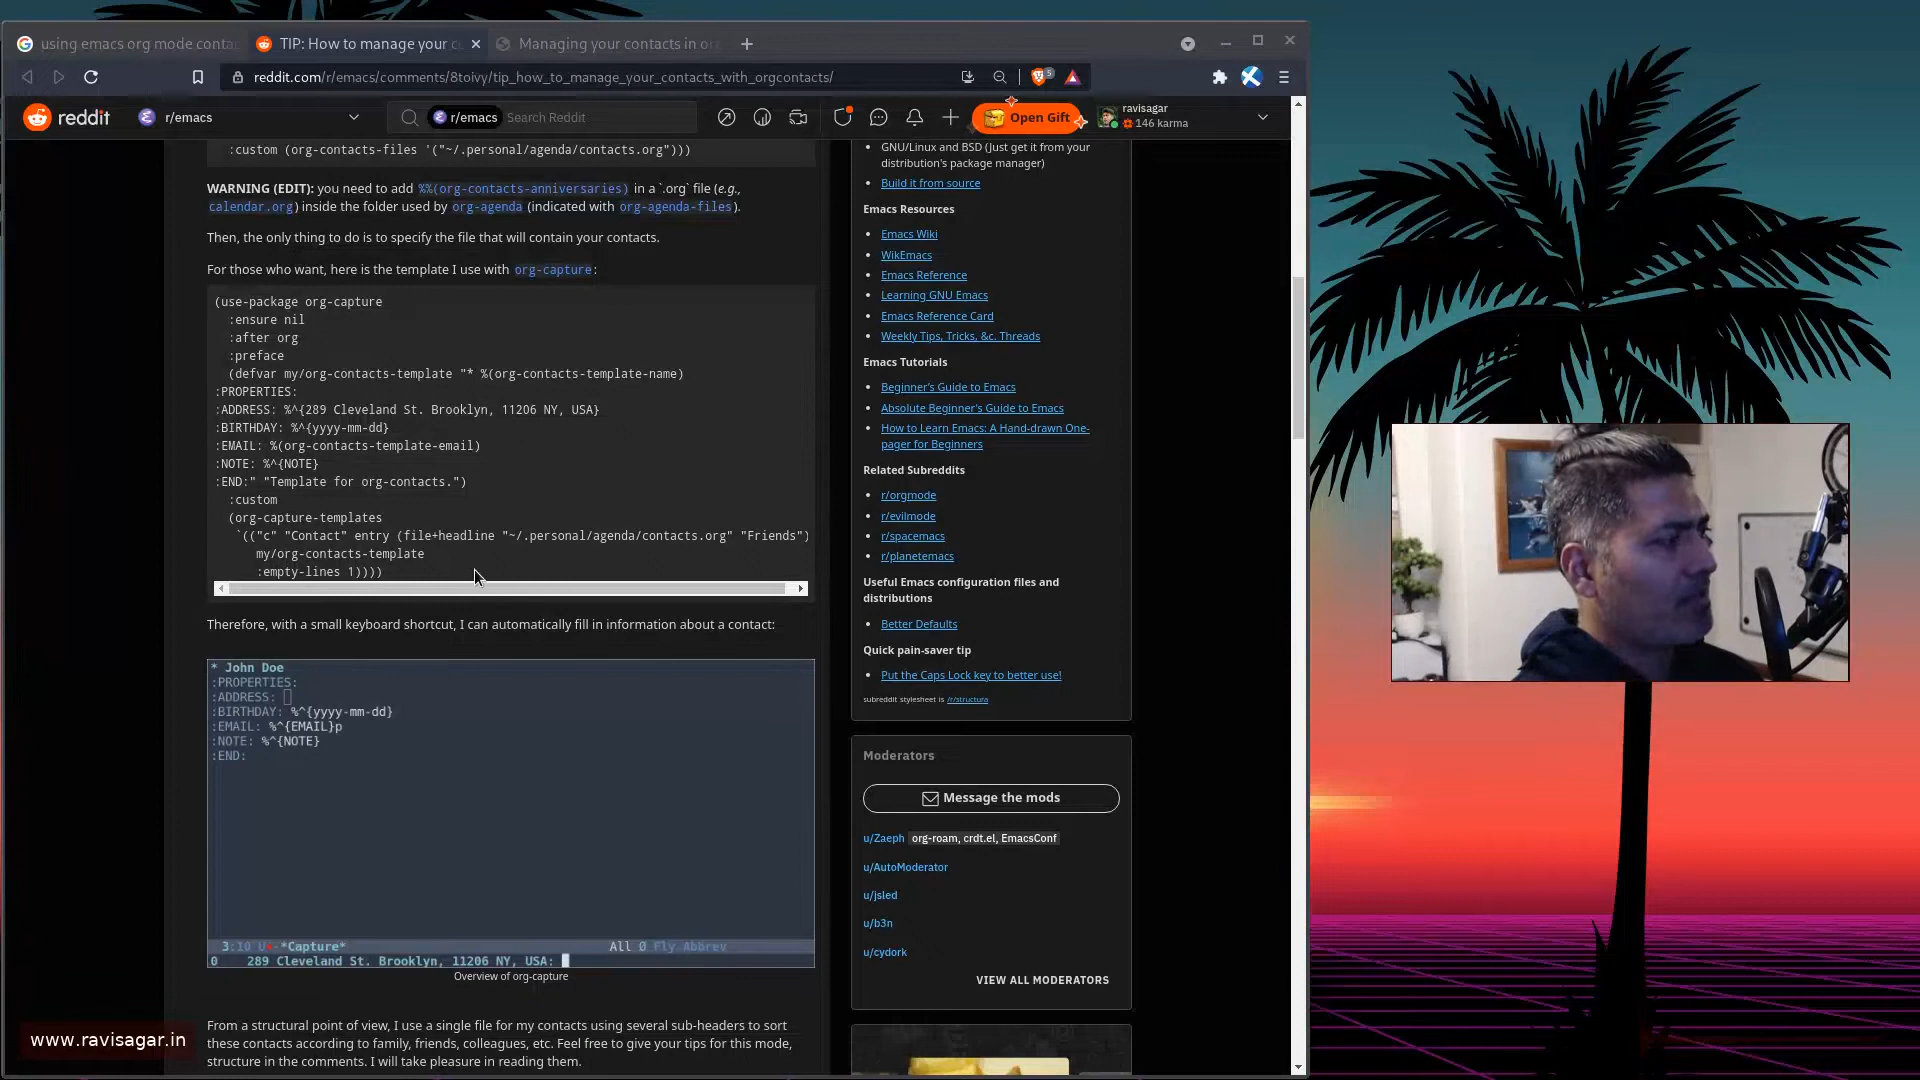 using emacs org mode conta
TIP: How to manage your c
Managing your contacts in or
reddit.com/r/emacs/comments/8toivy/tip_how_to_manage_your_contacts_with_orgcontacts/
5
reddit
r/emacs
r/emacs
Search Reddit
Open Gift
ravisagar
146 karma
:custom (org-contacts-files '("~/.personal/agenda/contacts.org")))
WARNING (EDIT): you need to add %%(org-contacts-anniversaries) in a `.org` file (e.g.,
calendar.org) inside the folder used by org-agenda (indicated with org-agenda-files).
Then, the only thing to do is to specify the file that will contain your contacts.
For those who want, here is the template I use with org-capture:
(use-package org-capture
:ensure nil
:after org
:preface
(defvar my/org-contacts-template "* %(org-contacts-template-name)
:PROPERTIES:
:ADDRESS: %^{289 Cleveland St. Brooklyn, 11206 NY, USA}
:BIRTHDAY: %^{yyyy-mm-dd}
:EMAIL: %(org-contacts-template-email)
:NOTE: %^{NOTE}
:END:" "Template for org-contacts.")
:custom
(org-capture-templates
`(("c" "Contact" entry (file+headline "~/.personal/agenda/contacts.org" "Friends")
my/org-contacts-template
:empty-lines 1))))
Therefore, with a small keyboard shortcut, I can automatically fill in information about a contact:
* John Doe
:PROPERTIES:
:ADDRESS:
:BIRTHDAY: %^{yyyy-mm-dd}
:EMAIL: %^{EMAIL}p
:NOTE: %^{NOTE}
:END:
3:10 U *Capture* All Ø Fly Abbrev
0 289 Cleveland St. Brooklyn, 11206 NY, USA:
Overview of org-capture
From a structural point of view, I use a single file for my contacts using several sub-headers to sort
these contacts according to family, friends, colleagues, etc. Feel free to give your tips for this mode,
structure in the comments. I will take pleasure in reading them.
GNU/Linux and BSD (Just get it from your
distribution's package manager)
Build it from source
Emacs Resources
Emacs Wiki
WikEmacs
Emacs Reference
Learning GNU Emacs
Emacs Reference Card
Weekly Tips, Tricks, &c. Threads
Emacs Tutorials
Beginner's Guide to Emacs
Absolute Beginner's Guide to Emacs
How to Learn Emacs: A Hand-drawn One-
pager for Beginners
Related Subreddits
r/orgmode
r/evilmode
r/spacemacs
r/planetemacs
Useful Emacs configuration files and
distributions
Better Defaults
Quick pain-saver tip
Put the Caps Lock key to better use!
subreddit stylesheet is /r/structura
Moderators
Message the mods
u/Zaeph org-roam, crdt.el, EmacsConf
u/AutoModerator
u/jsled
u/b3n
u/cydork
VIEW ALL MODERATORS
www.ravisagar.in